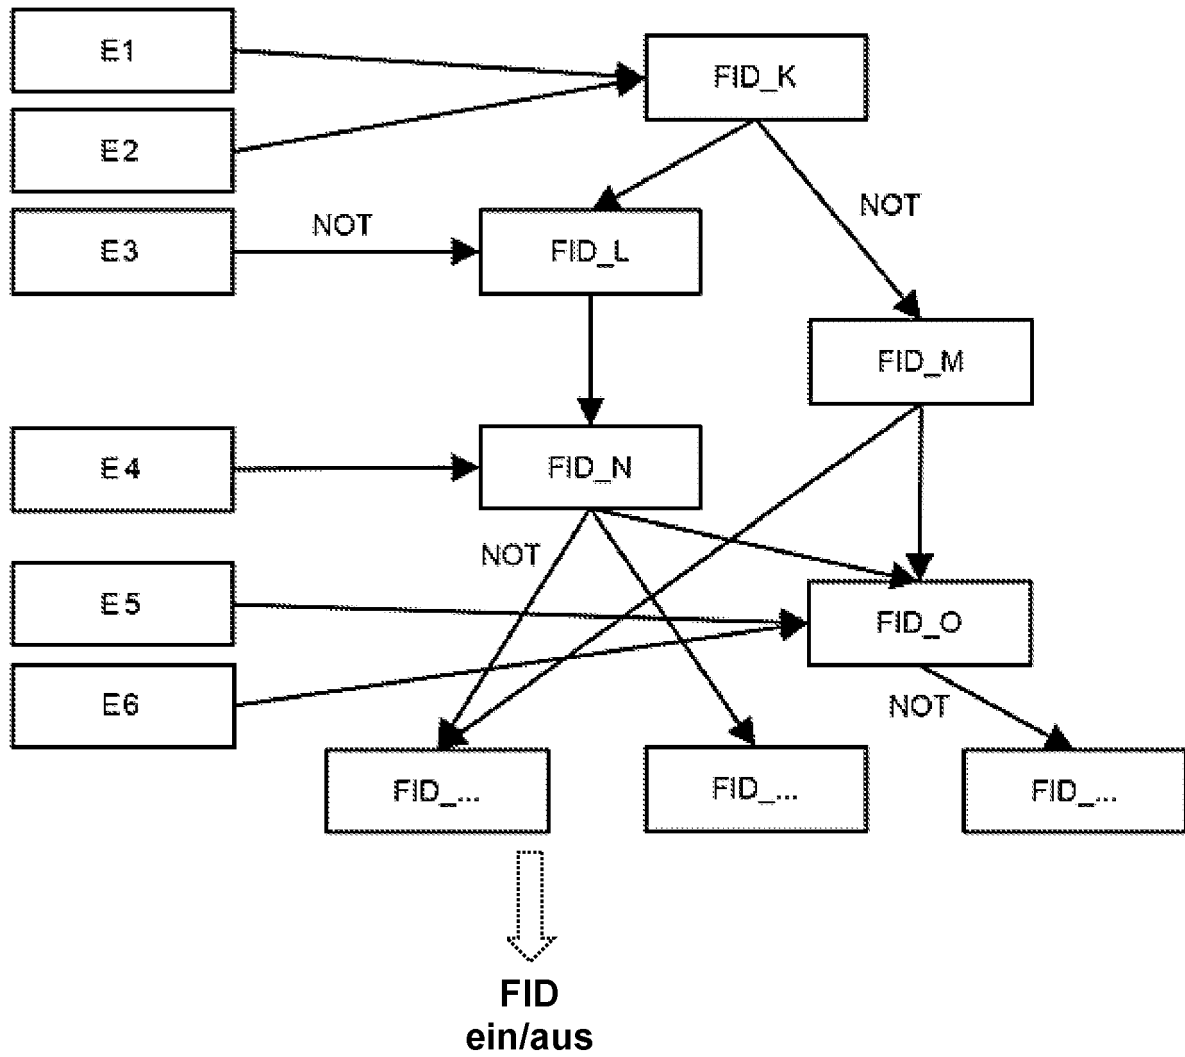 E1
FID_K
E2
NOT
E3
NOT
FID_L
FID_M
E4
FID_N
NOT
E5
FID_O
E6
NOT
FID_...
FID_...
FID_...
FID
ein/aus